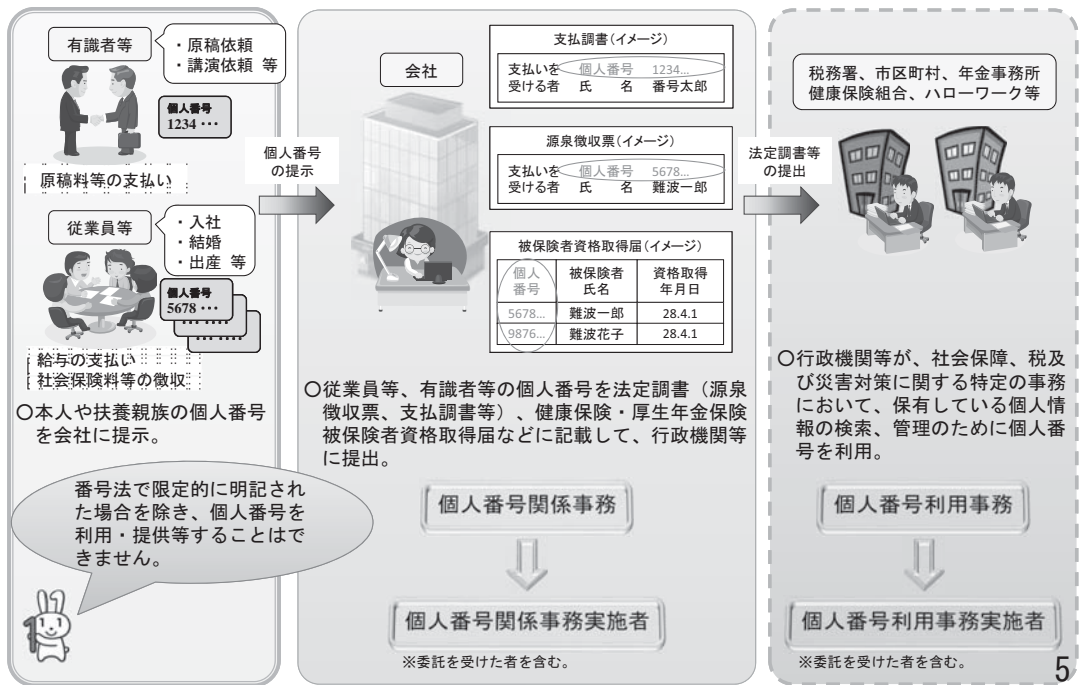 有識者等
・原稿依頼
・講演依頼 等
個人番号
1234 ･･･
原稿料等の支払い
従業員等
・入社
・結婚
・出産 等
個人番号
5678 ･･･
給与の支払い
社会保険料等の徴収
〇本人や扶養親族の個人番号
を会社に提示。
番号法で限定的に明記され
た場合を除き、個人番号を
利用・提供等することはで
きません。
個人番号
の提示
会社
支払調書（イメージ）
支払いを 個人番号 1234...
受ける者 氏 名 番号太郎
源泉徴収票（イメージ）
支払いを 個人番号 5678...
受ける者 氏 名 難波一郎
被保険者資格取得届（イメージ）
個人
番号
被保険者
氏名
資格取得
年月日
5678... 難波一郎 28.4.1
9876... 難波花子 28.4.1
〇従業員等、有識者等の個人番号を法定調書（源泉
徴収票、支払調書等）、健康保険・厚生年金保険
被保険者資格取得届などに記載して、行政機関等
に提出。
個人番号関係事務
個人番号関係事務実施者
※委託を受けた者を含む。
法定調書等
の提出
税務署、市区町村、年金事務所
健康保険組合、ハローワーク等
〇行政機関等が、社会保障、税及
び災害対策に関する特定の事務
において、保有している個人情
報の検索、管理のために個人番
号を利用。
個人番号利用事務
個人番号利用事務実施者
※委託を受けた者を含む。
5